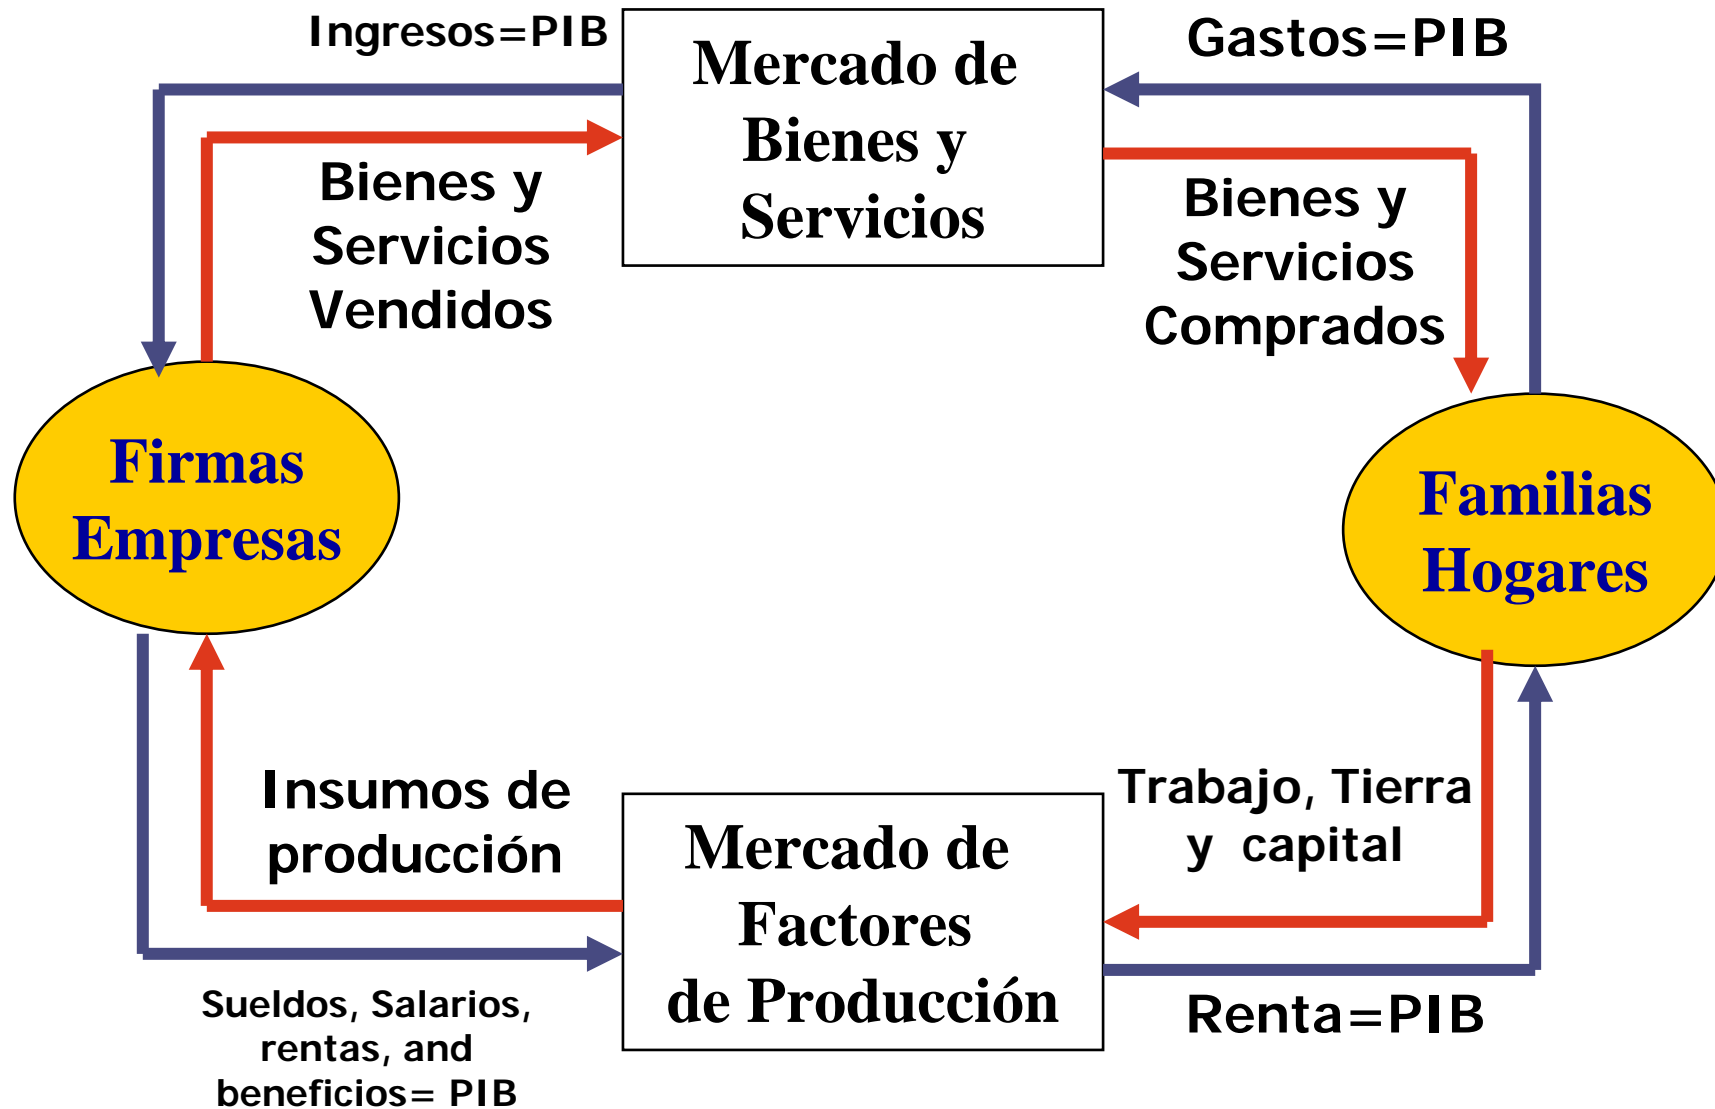 Ingresos=PIB
Mercado de
Bienes y
Servicios
Gastos=PIB
Bienes y
Servicios
Vendidos
Bienes y
Servicios
Comprados
Firmas
Empresas
Familias
Hogares
Insumos de
producción
Mercado de
Factores
de Producción
Trabajo, Tierra
y capital
Sueldos, Salarios,
rentas, and
beneficios= PIB
Renta=PIB